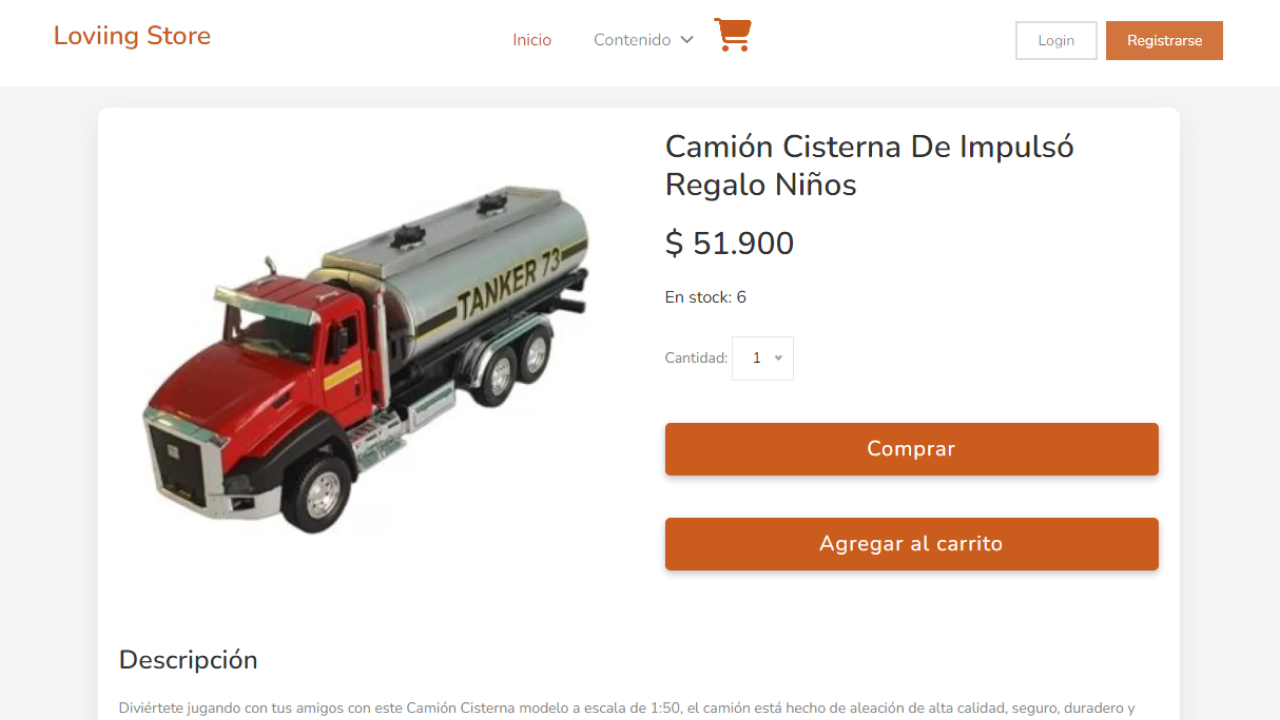 Loviing Store
Inicio
Contenido
Login
Registrarse
TANKER 73
Camión Cisterna De Impulsó
Regalo Niños
$ 51.900
En stock: 6
Cantidad: 1
Comprar
Agregar al carrito
Descripción
Diviértete jugando con tus amigos con este Camión Cisterna modelo a escala de 1:50, el camión está hecho de aleación de alta calidad, seguro, duradero y